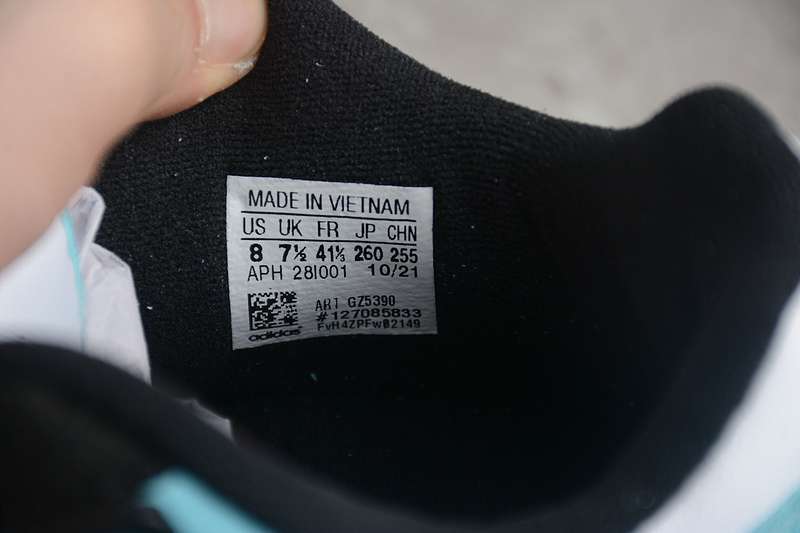 MADE IN VIETNAM
US UK FR JP CHN
8 7½ 41⅓ 260 255
APH 28I001 10/21
ART GZ5390
#127085833
FvH4ZPFw02149
adidas